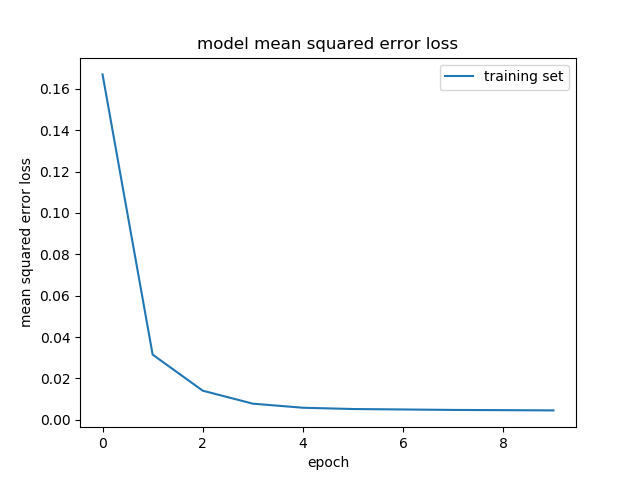 model mean squared error loss
training set
mean squared error loss
0.16
0.14
0.12
0.10
0.08
0.06
0.04
0.02
0.00
0 2 4 6 8
epoch